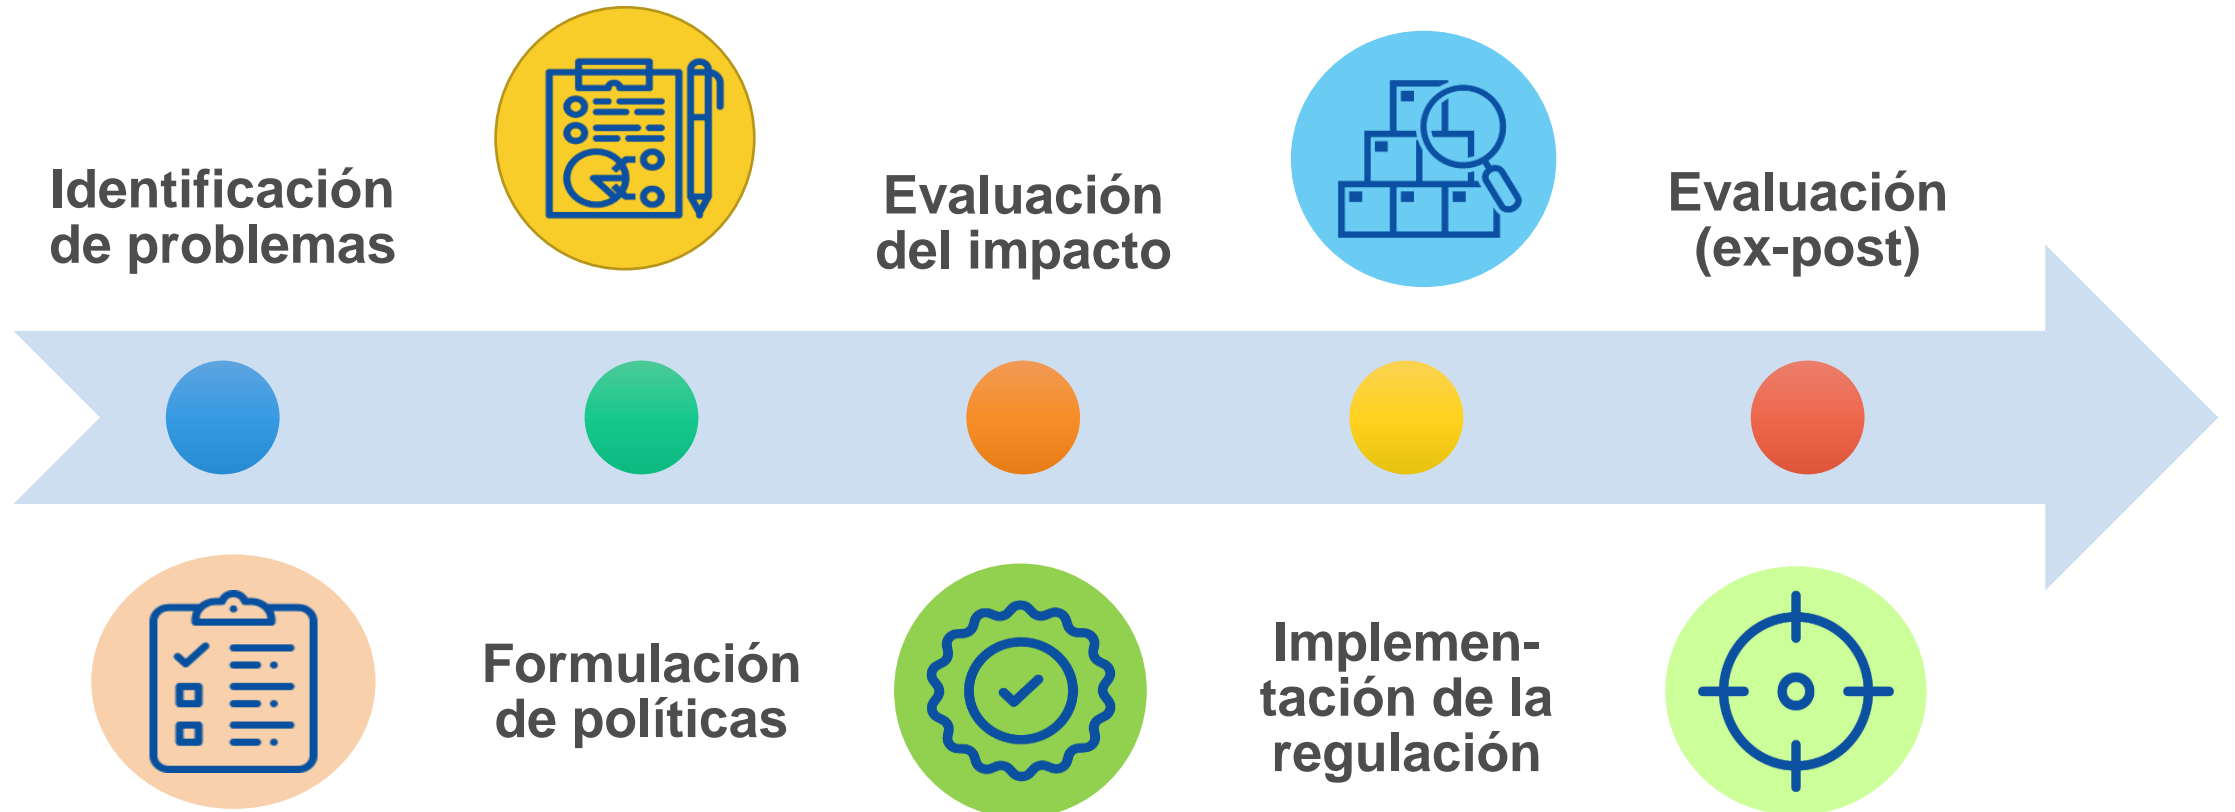 Identificación
de problemas
Formulación
de políticas
Evaluación
del impacto
Implemen-
tación de la
regulación
Evaluación
(ex-post)